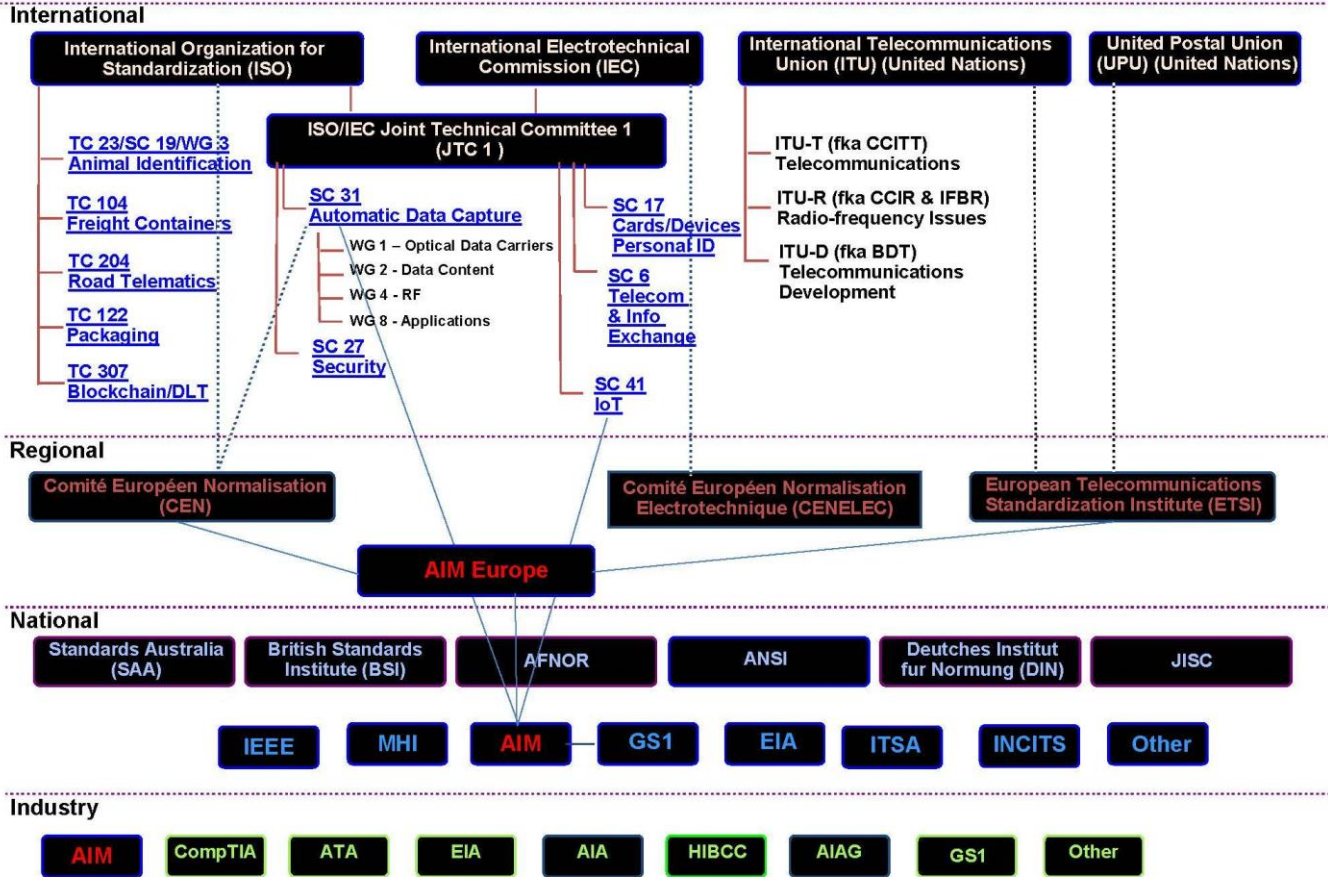 International
International Organization for
Standardization (ISO)
International Electrotechnical
Commission (IEC)
International Telecommunications
Union (ITU) (United Nations)
United Postal Union
(UPU) (United Nations)
ISO/IEC Joint Technical Committee 1
(JTC 1 )
TC 23/SC 19/WG 3
Animal Identification
TC 104
Freight Containers
TC 204
Road Telematics
TC 122
Packaging
TC 307
Blockchain/DLT
SC 31
Automatic Data Capture
WG 1 – Optical Data Carriers
WG 2 - Data Content
WG 4 - RF
WG 8 - Applications
SC 27
Security
SC 17
Cards/Devices
Personal ID
SC 6
Telecom
& Info
Exchange
SC 41
IoT
ITU-T (fka CCITT)
Telecommunications
ITU-R (fka CCIR & IFBR)
Radio-frequency Issues
ITU-D (fka BDT)
Telecommunications
Development
Regional
Comité Européen Normalisation
(CEN)
Comité Européen Normalisation
Electrotechnique (CENELEC)
European Telecommunications
Standardization Institute (ETSI)
AIM Europe
National
Standards Australia
(SAA)
British Standards
Institute (BSI)
AFNOR
ANSI
Deutches Institut
fur Normung (DIN)
JISC
IEEE
MHI
AIM
GS1
EIA
ITSA
INCITS
Other
Industry
AIM
CompTIA
ATA
EIA
AIA
HIBCC
AIAG
GS1
Other